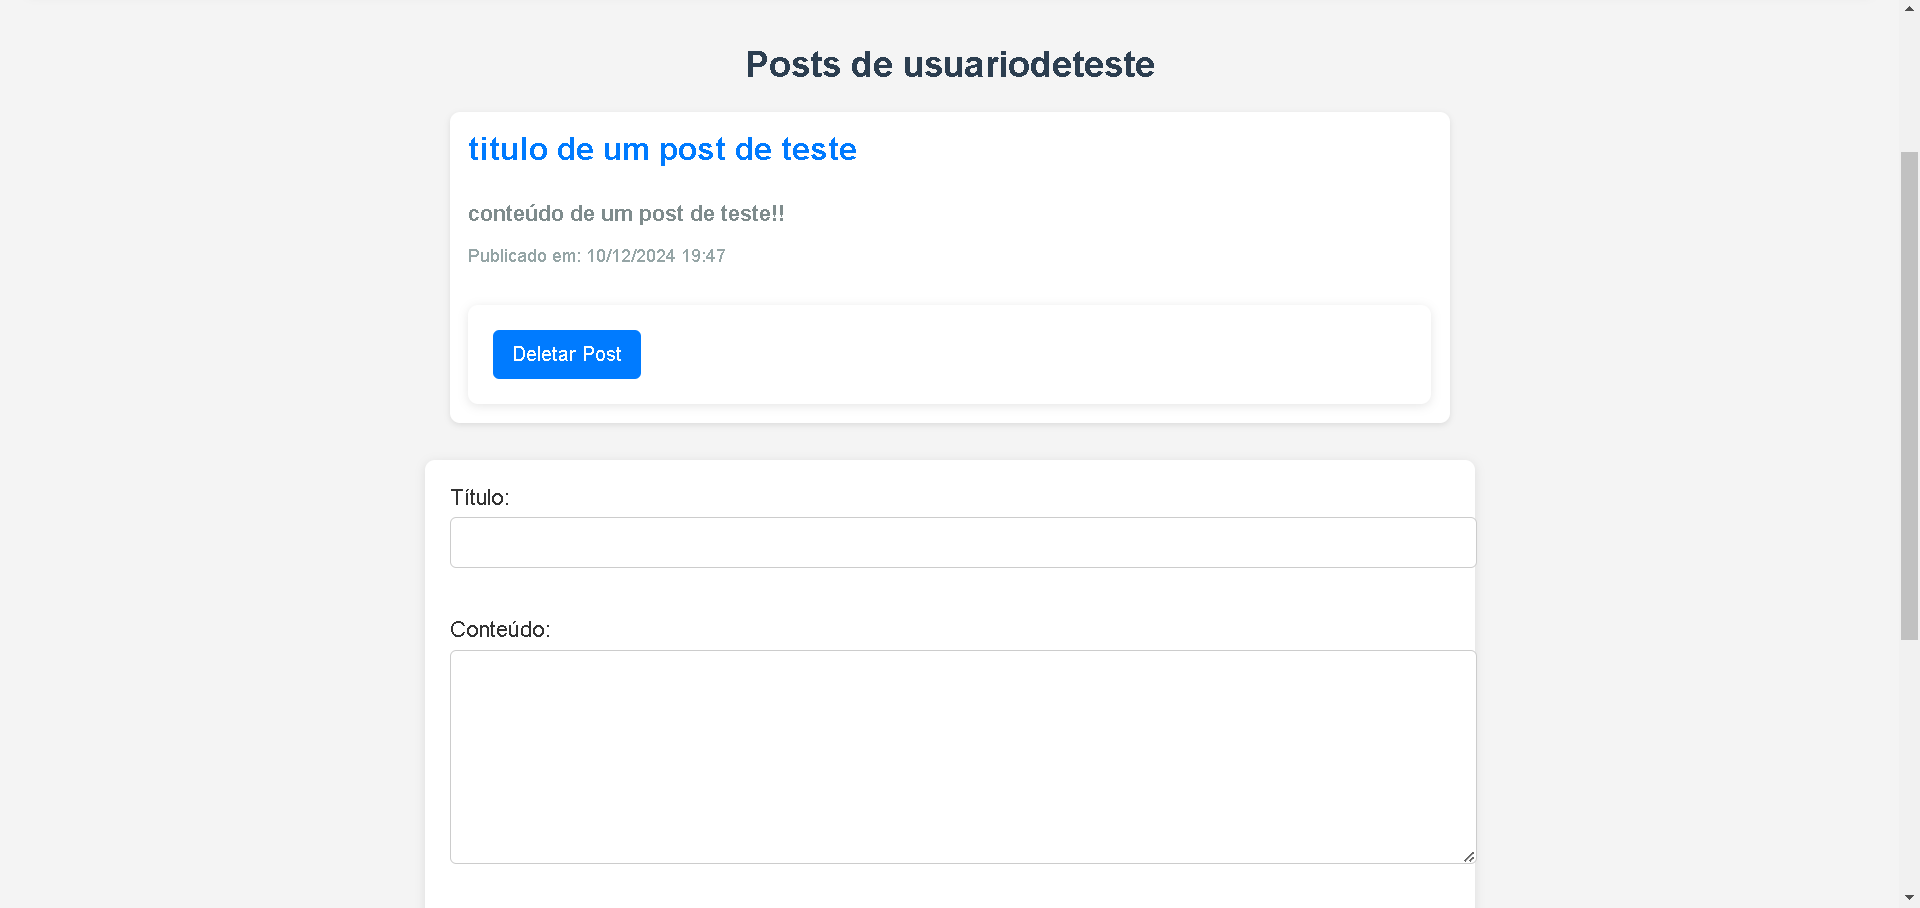 Posts de usuariodeteste
titulo de um post de teste
conteúdo de um post de teste!!
Publicado em: 10/12/2024 19:47
Deletar Post
Título:
Conteúdo: